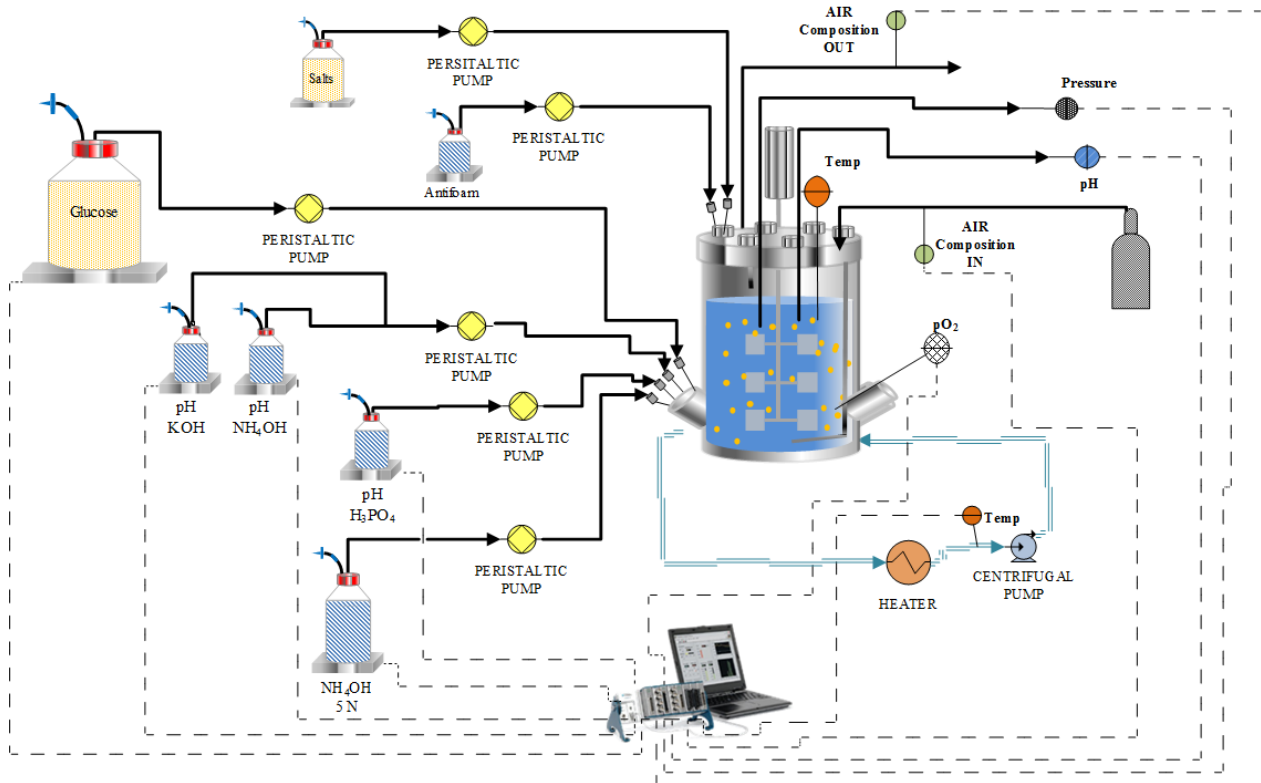 AIR
Composition
OUT
Salts
PERSITALTIC
PUMP
Pressure
PERISTALTIC
PUMP
Antifoam
Temp
pH
Glucose
PERISTALTIC
PUMP
AIR
Composition
IN
pO₂
PERISTALTIC
PUMP
pH
KOH
pH
NH₄OH
PERISTALTIC
PUMP
pH
H₃PO₄
Temp
PERISTALTIC
PUMP
CENTRIFUGAL
PUMP
HEATER
NH₄OH
5 N